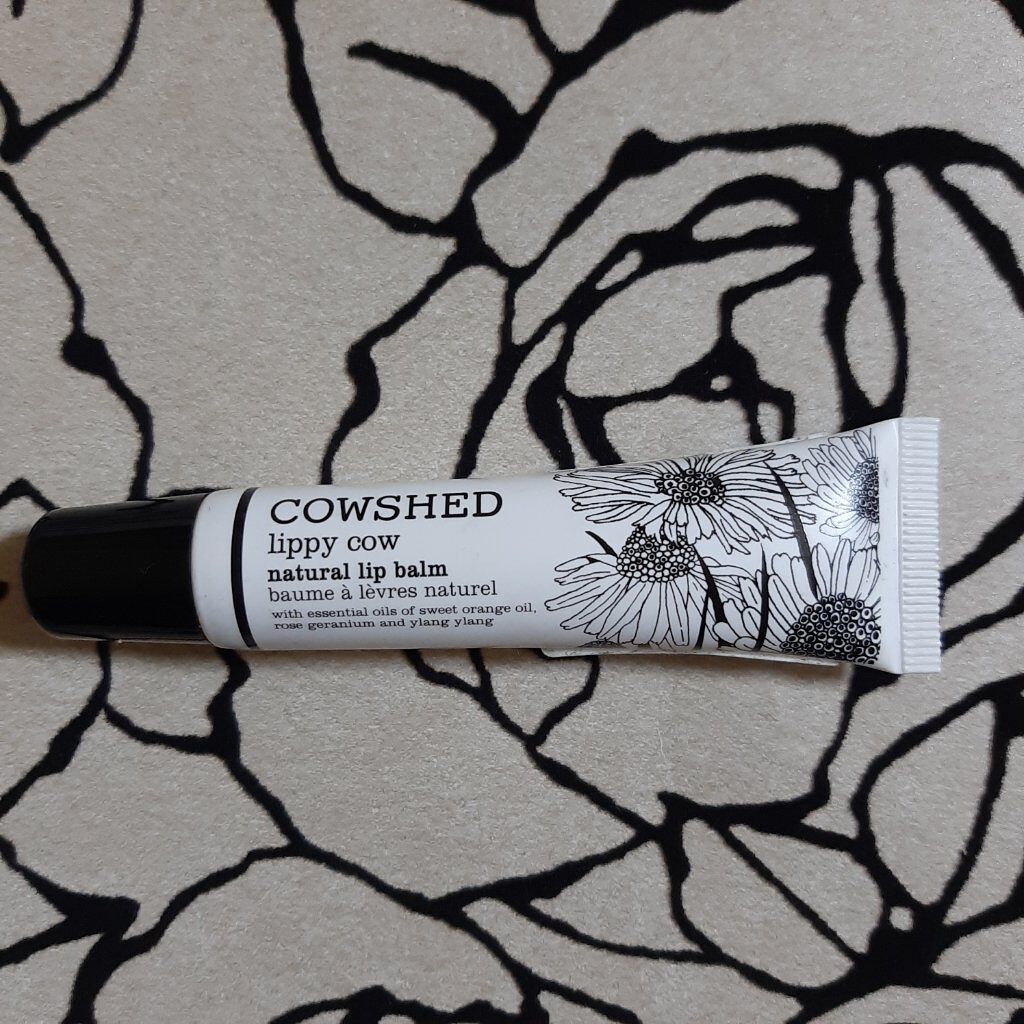 COWSHED
lippy cow
natural lip balm
baume à lèvres naturel
with essential oils of sweet orange oil,
rose geranium and ylang ylang